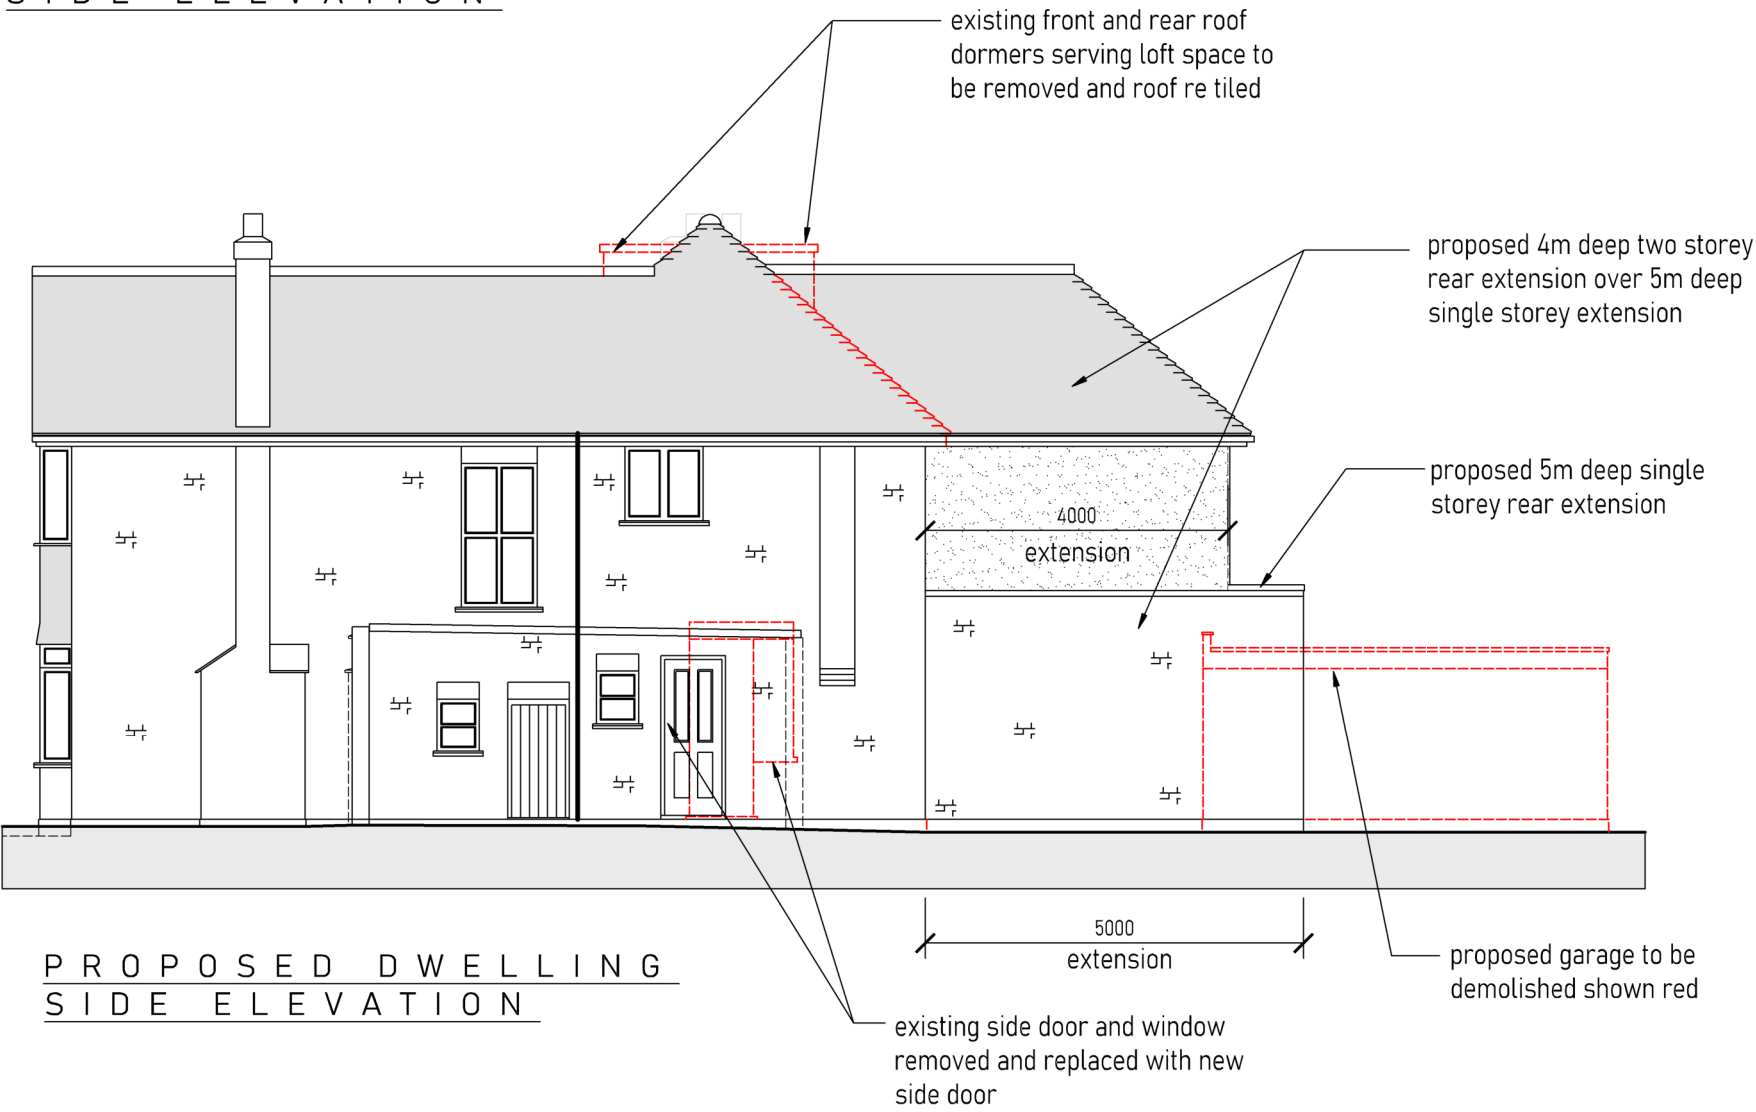 SIDE ELEVATION
existing front and rear roof
dormers serving loft space to
be removed and roof re tiled
proposed 4m deep two storey
rear extension over 5m deep
single storey extension
proposed 5m deep single
storey rear extension
4000
extension
5000
extension
proposed garage to be
demolished shown red
PROPOSED DWELLING
SIDE ELEVATION
existing side door and window
removed and replaced with new
side door